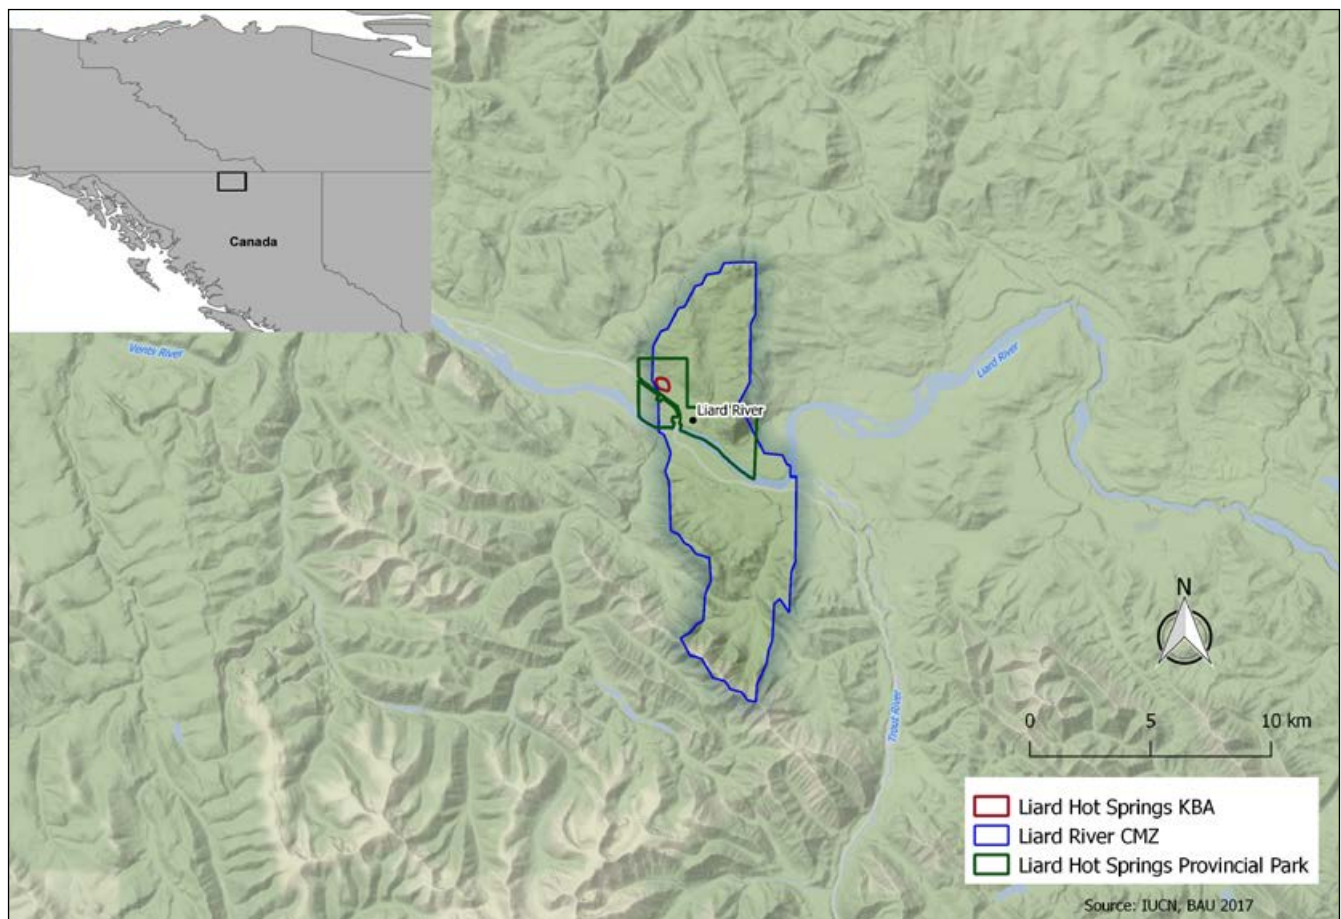 Canada
Vents River
Liard River
Liard River
Trout River
N
0 5 10 km
Liard Hot Springs KBA
Liard River CMZ
Liard Hot Springs Provincial Park
Source: IUCN, BAU 2017